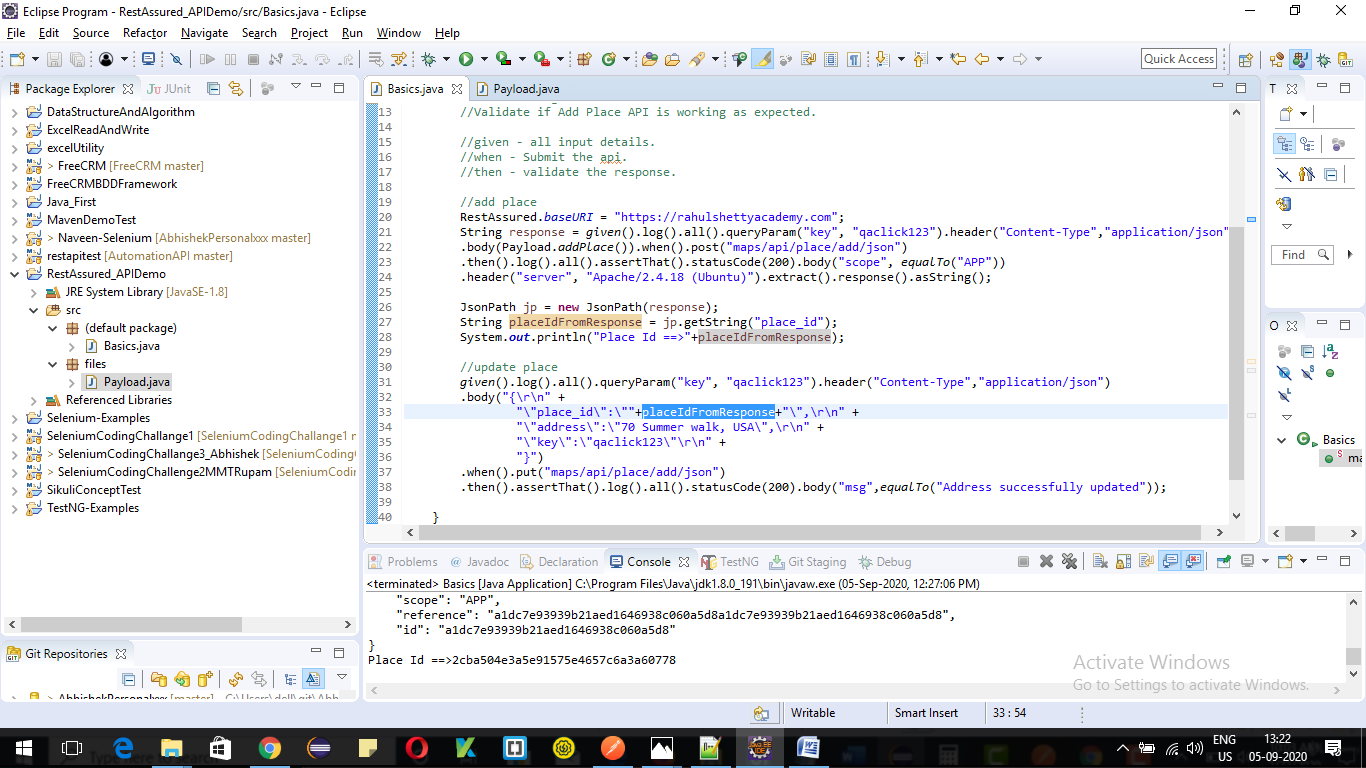 Eclipse Program - RestAssured_APIDemo/src/Basics.java - Eclipse
File Edit Source Refactor Navigate Search Project Run Window Help
Quick Access
Package Explorer JUnit
DataStructureAndAlgorithm
ExcelReadAndWrite
excelUtility
> FreeCRM [FreeCRM master]
FreeCRMBDDFramework
Java_First
MavenDemoTest
> Naveen-Selenium [AbhishekPersonalxxx master]
restapitest [AutomationAPI master]
RestAssured_APIDemo
JRE System Library [JavaSE-1.8]
src
(default package)
Basics.java
files
Payload.java
Referenced Libraries
Selenium-Examples
SeleniumCodingChallange1 [SeleniumCodingChallange1 r
> SeleniumCodingChallange3_Abhishek [SeleniumCoding
> SeleniumCodingChallenge2MMTRupam [SeleniumCodir
SikuliConceptTest
TestNG-Examples
Git Repositories
Basics.java Payload.java
13 //Validate if Add Place API is working as expected.
14
15 //given - all input details.
16 //when - Submit the api.
17 //then - validate the response.
18
19 //add place
20 RestAssured.baseURI = "https://rahulshettyacademy.com";
21 String response = given().log().all().queryParam("key", "qaclick123").header("Content-Type","application/json"
22 .body(Payload.addPlace()).when().post("maps/api/place/add/json")
23 .then().log().all().assertThat().statusCode(200).body("scope", equalTo("APP"))
24 .header("server", "Apache/2.4.18 (Ubuntu)").extract().response().asString();
25
26 JsonPath jp = new JsonPath(response);
27 String placeIdFromResponse = jp.getString("place_id");
28 System.out.println("Place Id ==>"+placeIdFromResponse);
29
30 //update place
31 given().log().all().queryParam("key", "qaclick123").header("Content-Type","application/json")
32 .body("{\r\n" +
33 "\"place_id\":\""+placeIdFromResponse+"\",\r\n" +
34 "\"address\":\"70 Summer walk, USA\",\r\n" +
35 "\"key\":\"qaclick123\"\r\n" +
36 "}")
37 .when().put("maps/api/place/add/json")
38 .then().assertThat().log().all().statusCode(200).body("msg",equalTo("Address successfully updated"));
39
40 }
T
Find
O
Basics
ma
Problems Javadoc Declaration Console TestNG Git Staging Debug
<terminated> Basics [Java Application] C:\Program Files\Java\jdk1.8.0_191\bin\javaw.exe (05-Sep-2020, 12:27:06 PM)
"scope": "APP",
"reference": "a1dc7e93939b21aed1646938c060a5d8a1dc7e93939b21aed1646938c060a5d8",
"id": "a1dc7e93939b21aed1646938c060a5d8"
}
Place Id ==>2cba504e3a5e91575e4657c6a3a60778
Activate Windows
Go to Settings to activate Windows.
Writable Smart Insert 33 : 54
ENG
US
13:22
05-09-2020